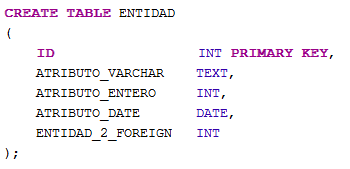 CREATE TABLE ENTIDAD
(
ID INT PRIMARY KEY,
ATRIBUTO_VARCHAR TEXT,
ATRIBUTO_ENTERO INT,
ATRIBUTO_DATE DATE,
ENTIDAD_2_FOREIGN INT
);